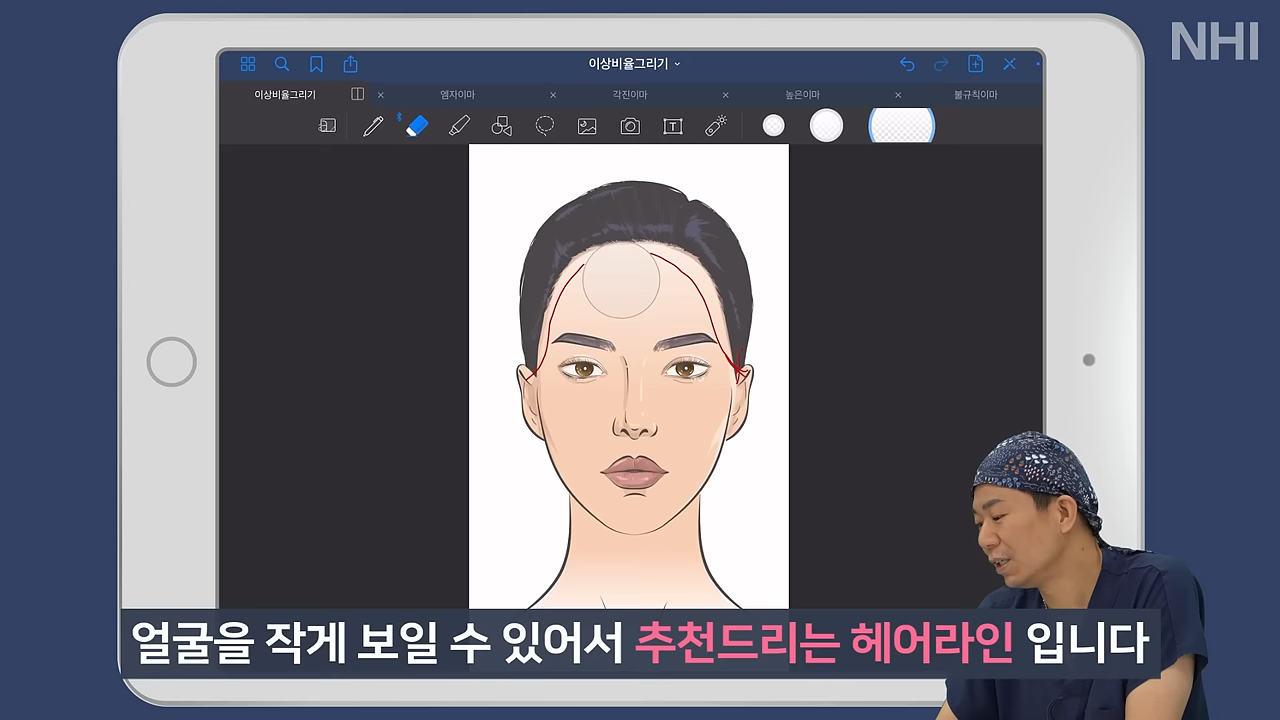 NHI
이상비율그리기
이상비율그리기
엠자이마
각진이마
높은이마
불규칙이마
T
얼굴을 작게 보일 수 있어서 추천드리는 헤어라인 입니다